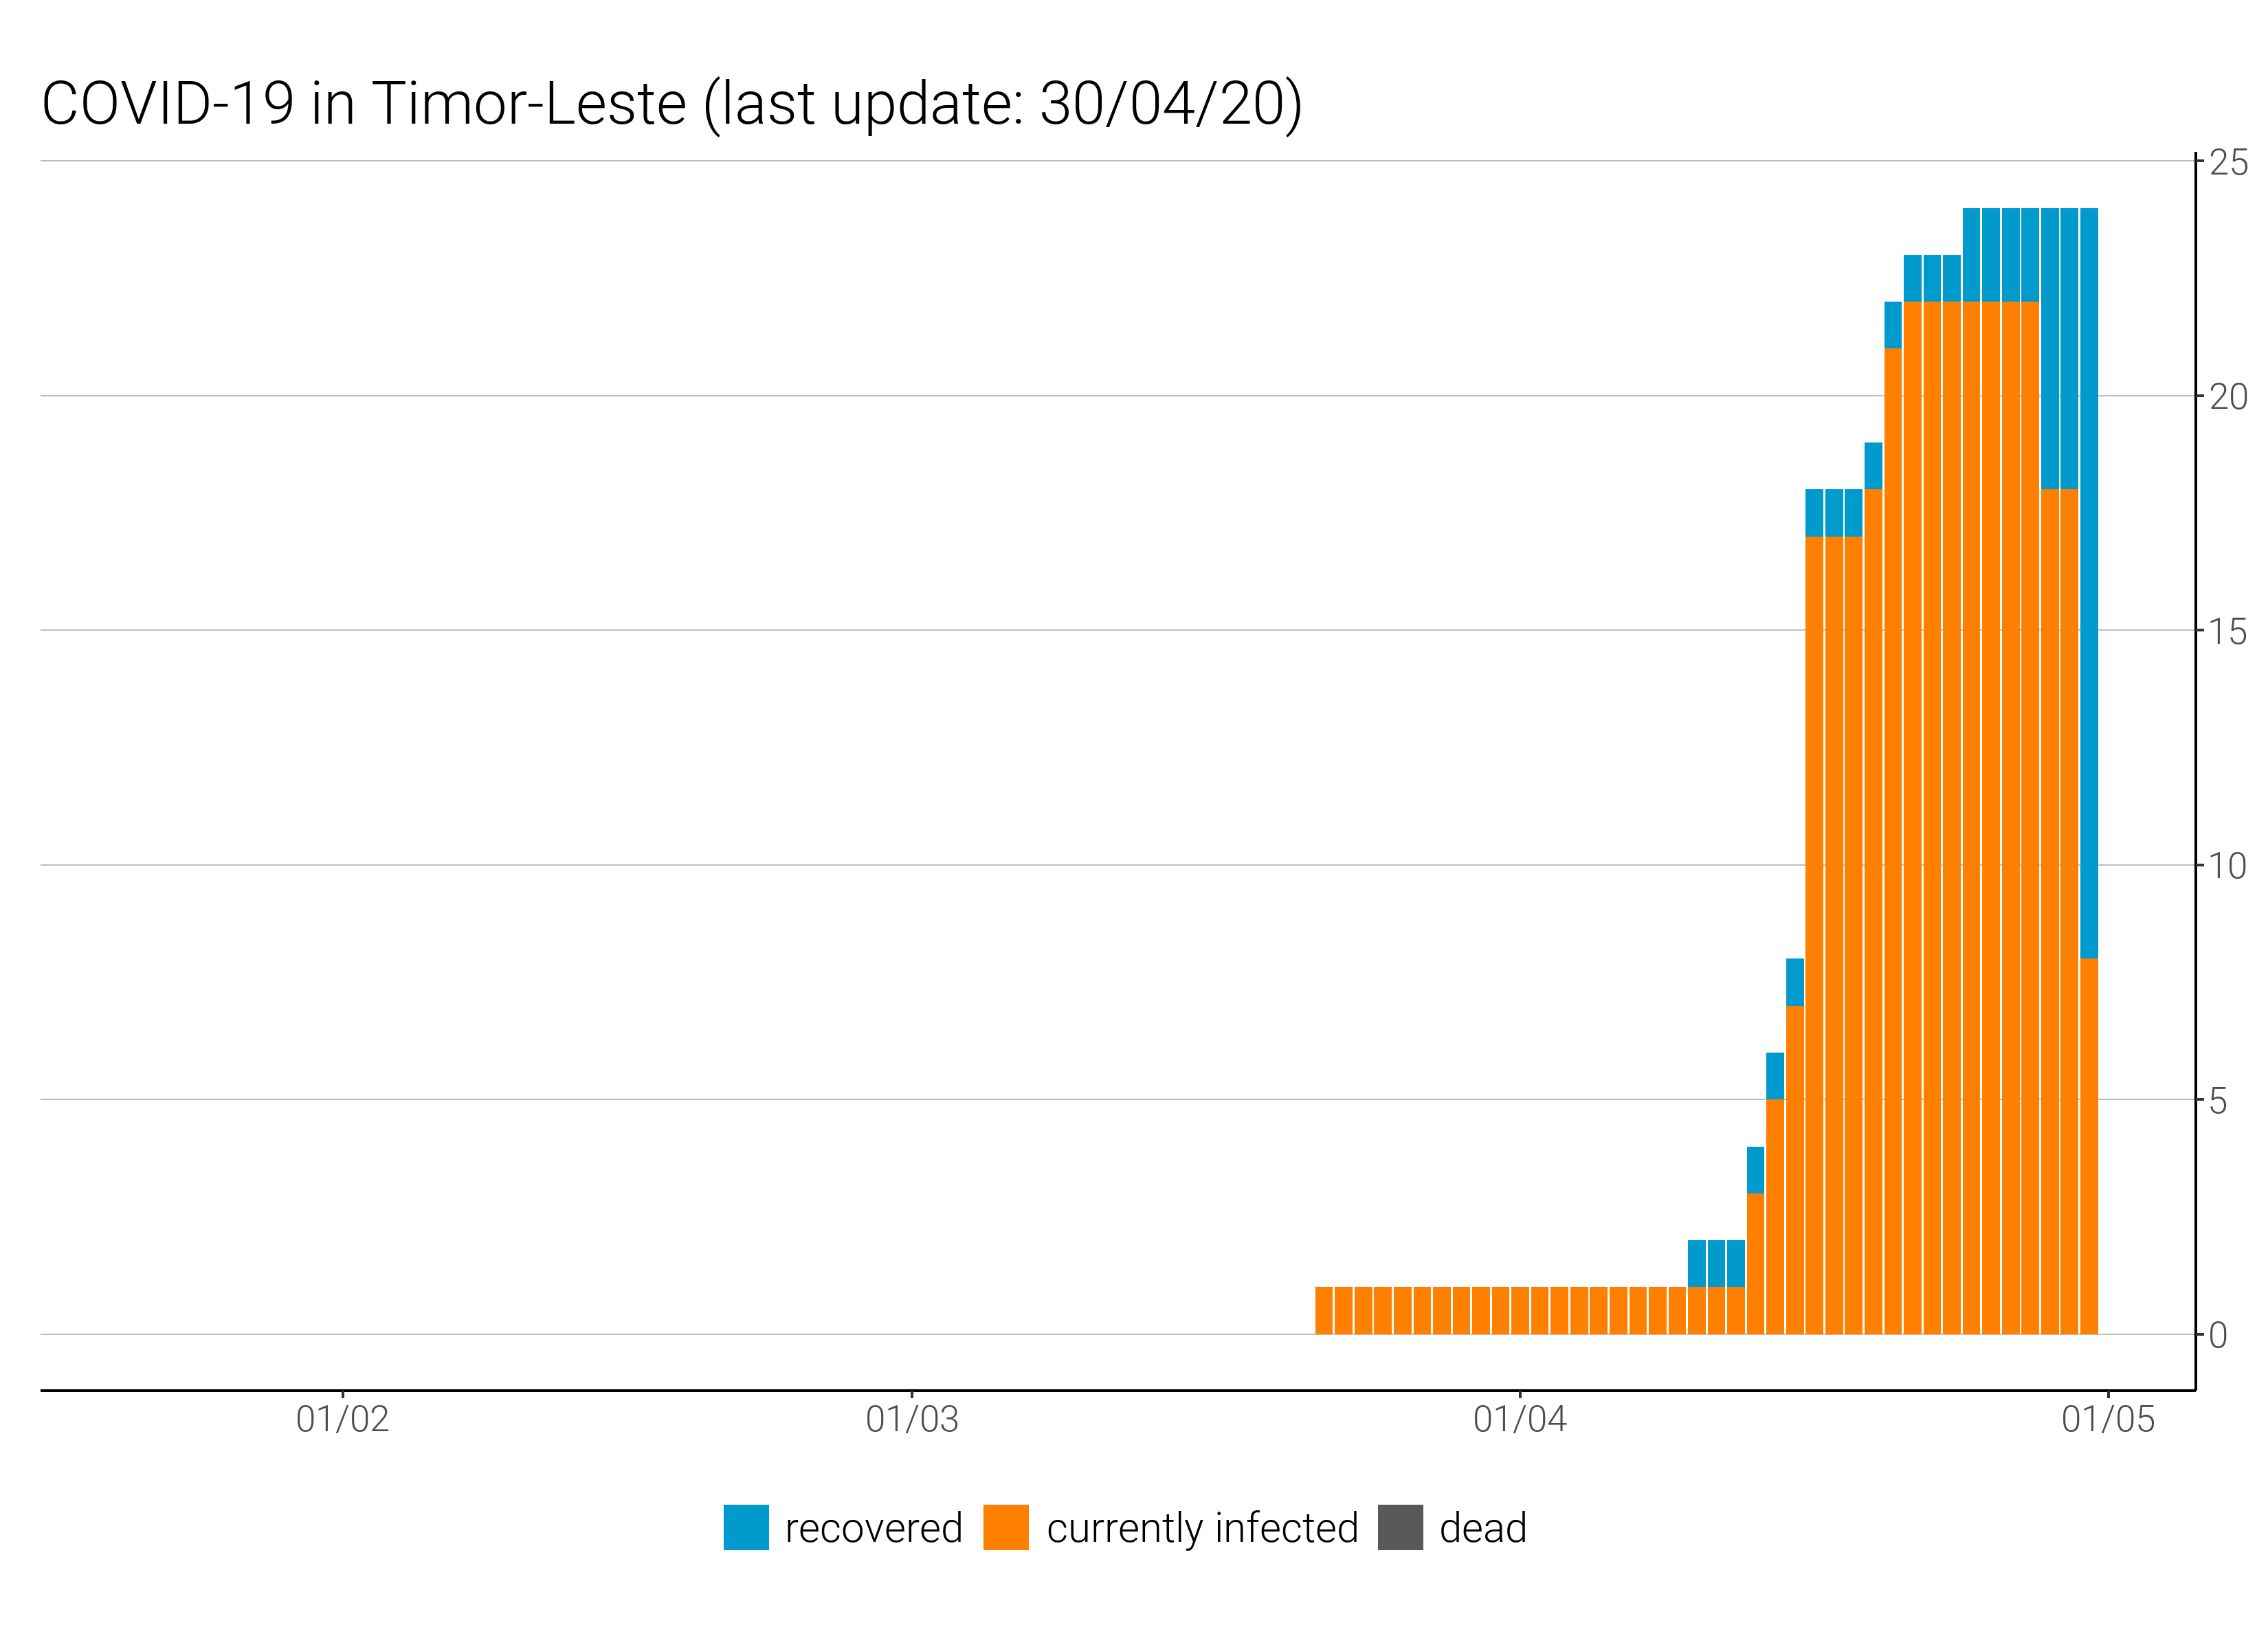 COVID-19 in Timor-Leste (last update: 30/04/20)
25
20
15
10
5
0
01/02 01/03 01/04 01/05
recovered currently infected dead